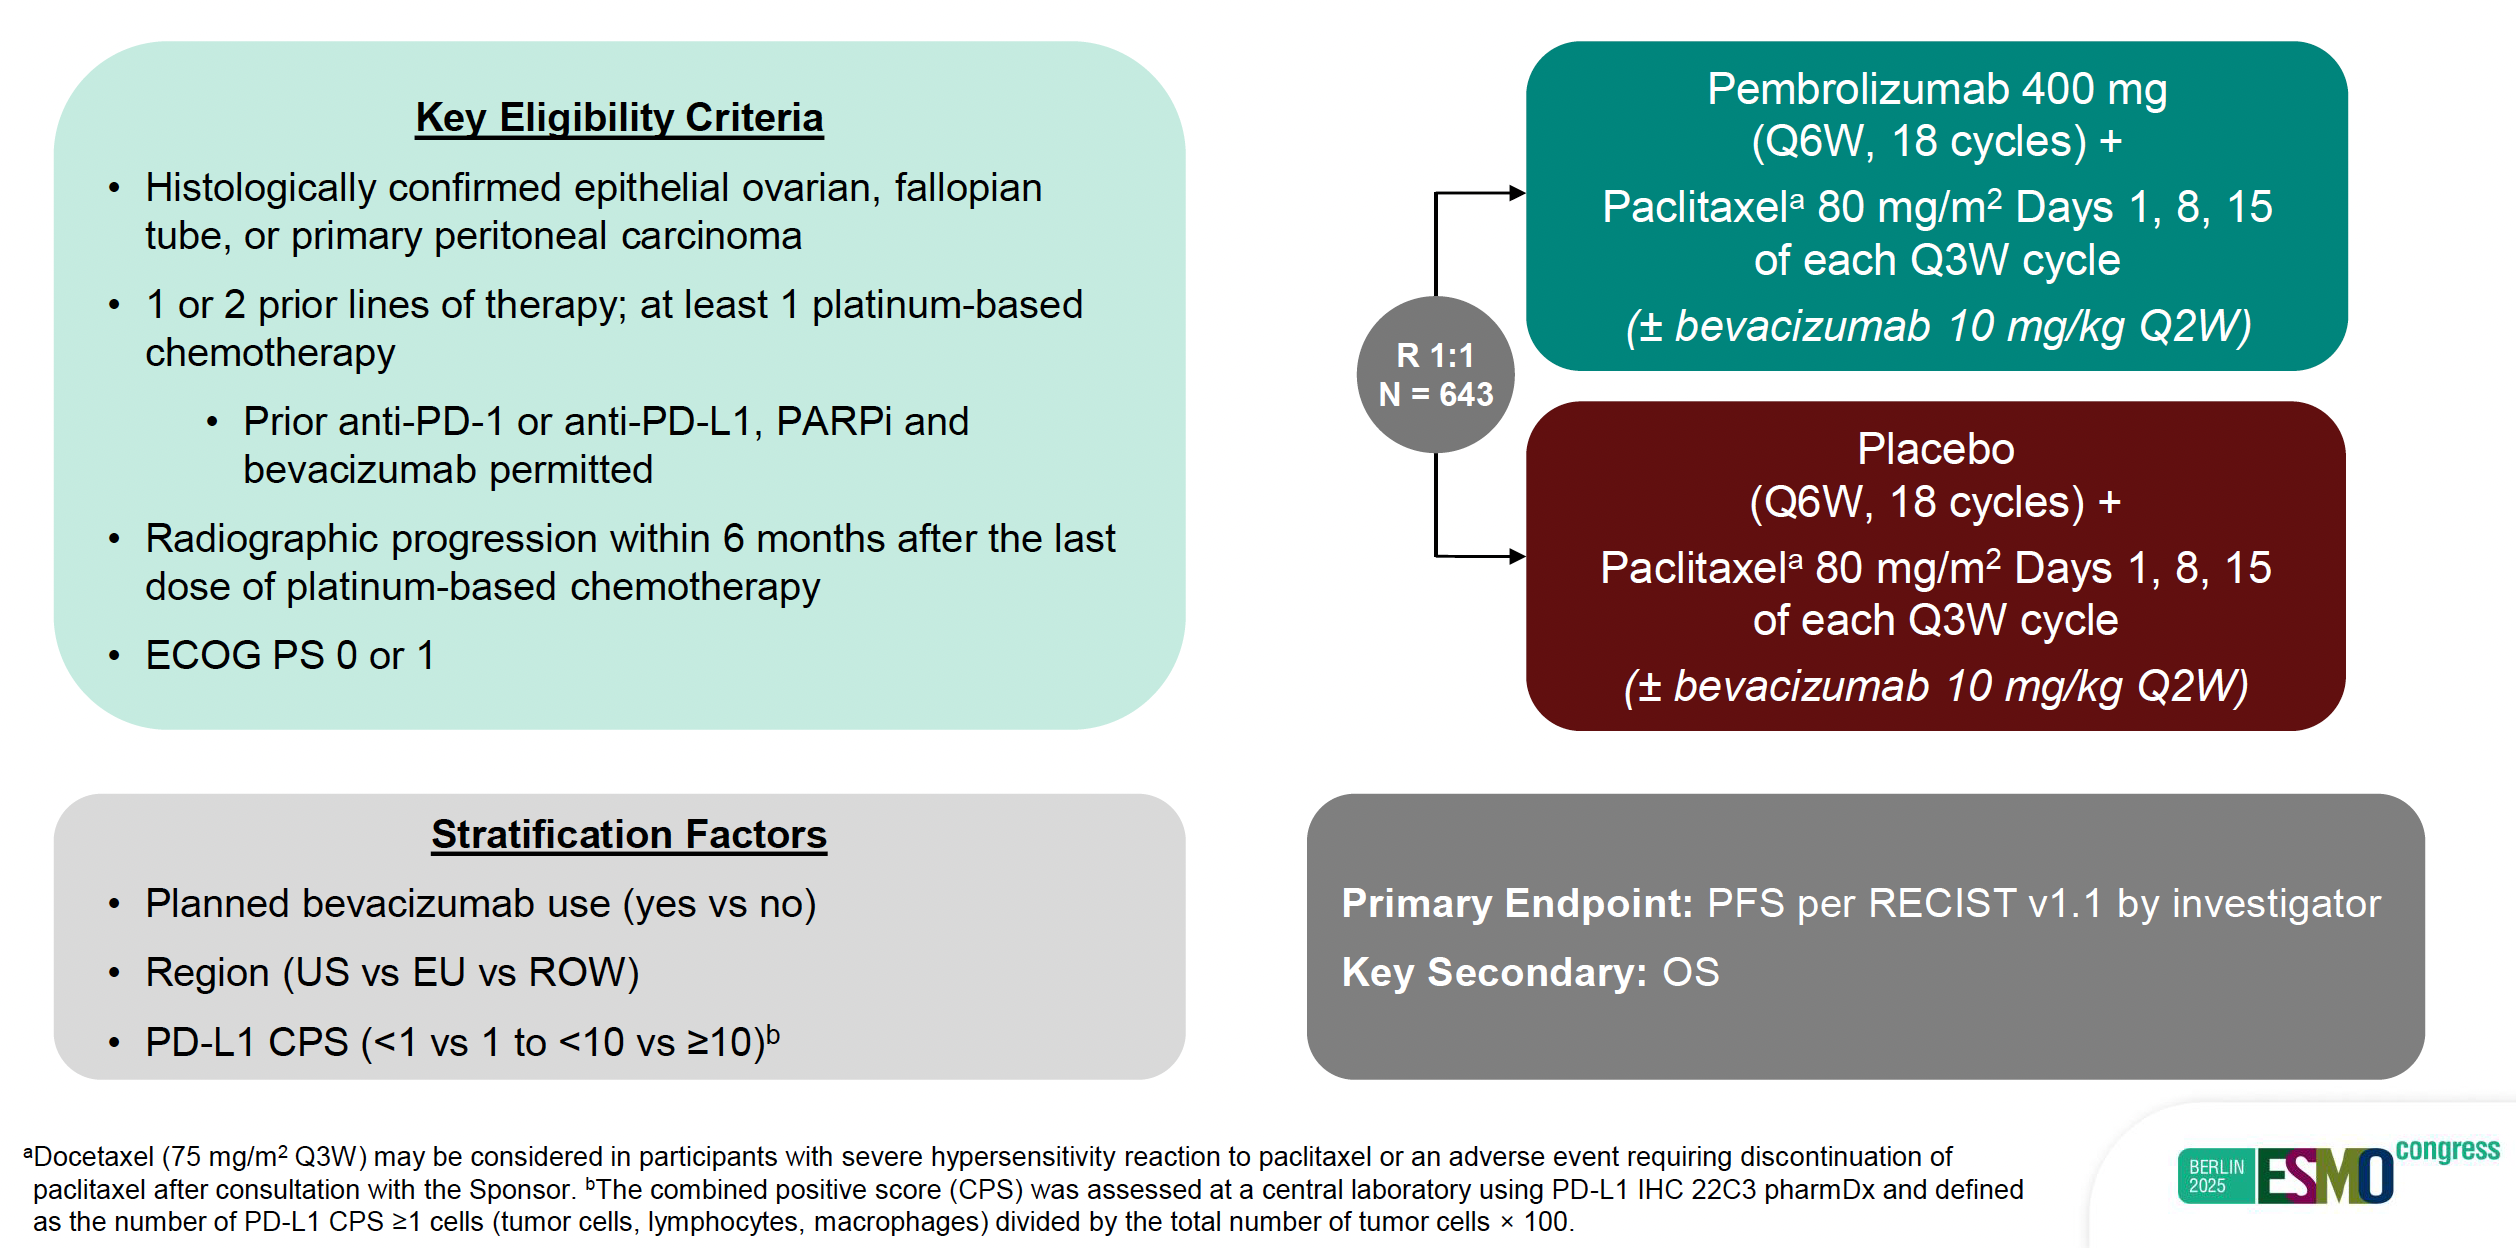 Key Eligibility Criteria
• Histologically confirmed epithelial ovarian, fallopian
tube, or primary peritoneal carcinoma
• 1 or 2 prior lines of therapy; at least 1 platinum-based
chemotherapy
• Prior anti-PD-1 or anti-PD-L1, PARPi and
bevacizumab permitted
• Radiographic progression within 6 months after the last
dose of platinum-based chemotherapy
• ECOG PS 0 or 1
R 1:1
N = 643
Pembrolizumab 400 mg
(Q6W, 18 cycles) +
Paclitaxelᵃ 80 mg/m² Days 1, 8, 15
of each Q3W cycle
(± bevacizumab 10 mg/kg Q2W)
Placebo
(Q6W, 18 cycles) +
Paclitaxelᵃ 80 mg/m² Days 1, 8, 15
of each Q3W cycle
(± bevacizumab 10 mg/kg Q2W)
Stratification Factors
• Planned bevacizumab use (yes vs no)
• Region (US vs EU vs ROW)
• PD-L1 CPS (<1 vs 1 to <10 vs ≥10)ᵇ
Primary Endpoint: PFS per RECIST v1.1 by investigator
Key Secondary: OS
ᵃDocetaxel (75 mg/m² Q3W) may be considered in participants with severe hypersensitivity reaction to paclitaxel or an adverse event requiring discontinuation of
paclitaxel after consultation with the Sponsor. ᵇThe combined positive score (CPS) was assessed at a central laboratory using PD-L1 IHC 22C3 pharmDx and defined
as the number of PD-L1 CPS ≥1 cells (tumor cells, lymphocytes, macrophages) divided by the total number of tumor cells × 100.
BERLIN
2025
ESMO congress